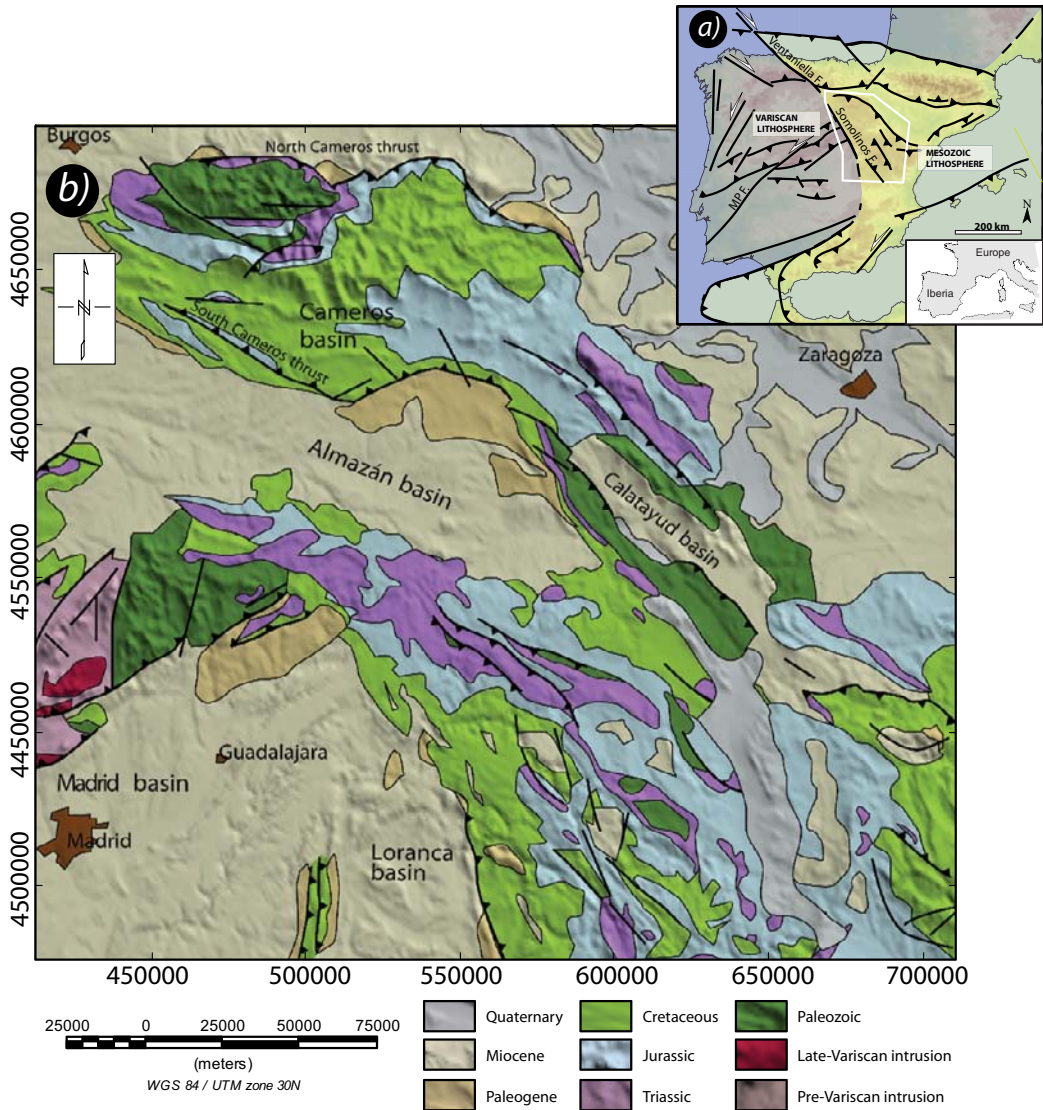 a)
Ventaniella F.
VARISCAN
LITHOSPHERE
Somolinos F.
MESOZOIC
LITHOSPHERE
M.P.F.
N
200 km
Europe
Iberia
b)
Burgos
North Cameros thrust
N
Cameros
basin
South Cameros thrust
Zaragoza
Almazán basin
Calatayud basin
Guadalajara
Madrid basin
Madrid
Loranca
basin
4650000
4600000
4550000
4450000
4500000
450000
500000
550000
600000
650000
700000
25000
0
25000
50000
75000
(meters)
WGS 84 / UTM zone 30N
Quaternary
Cretaceous
Paleozoic
Miocene
Jurassic
Late-Variscan intrusion
Paleogene
Triassic
Pre-Variscan intrusion